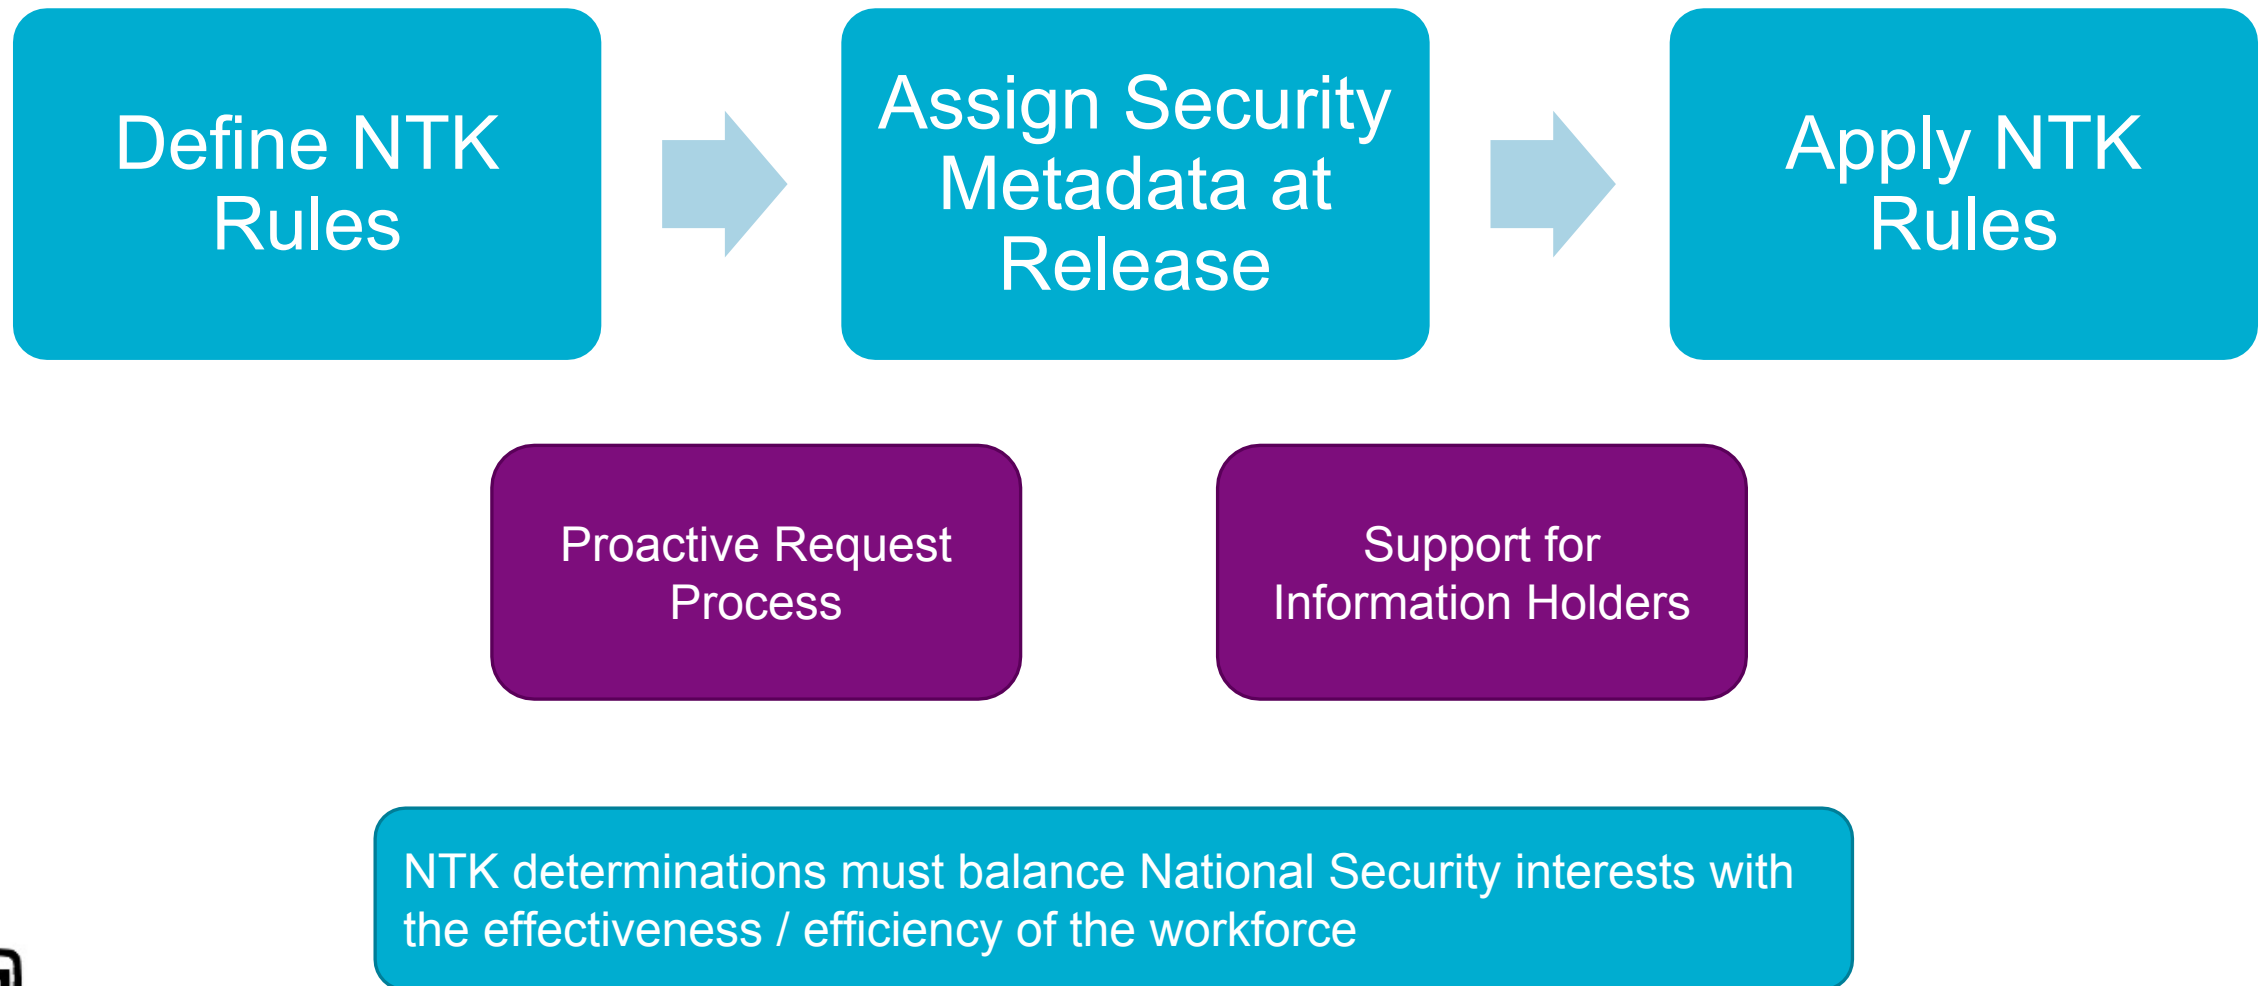 Define NTK
Rules
Assign Security
Metadata at
Release
Apply NTK
Rules
Proactive Request
Process
Support for
Information Holders
NTK determinations must balance National Security interests with
the effectiveness / efficiency of the workforce